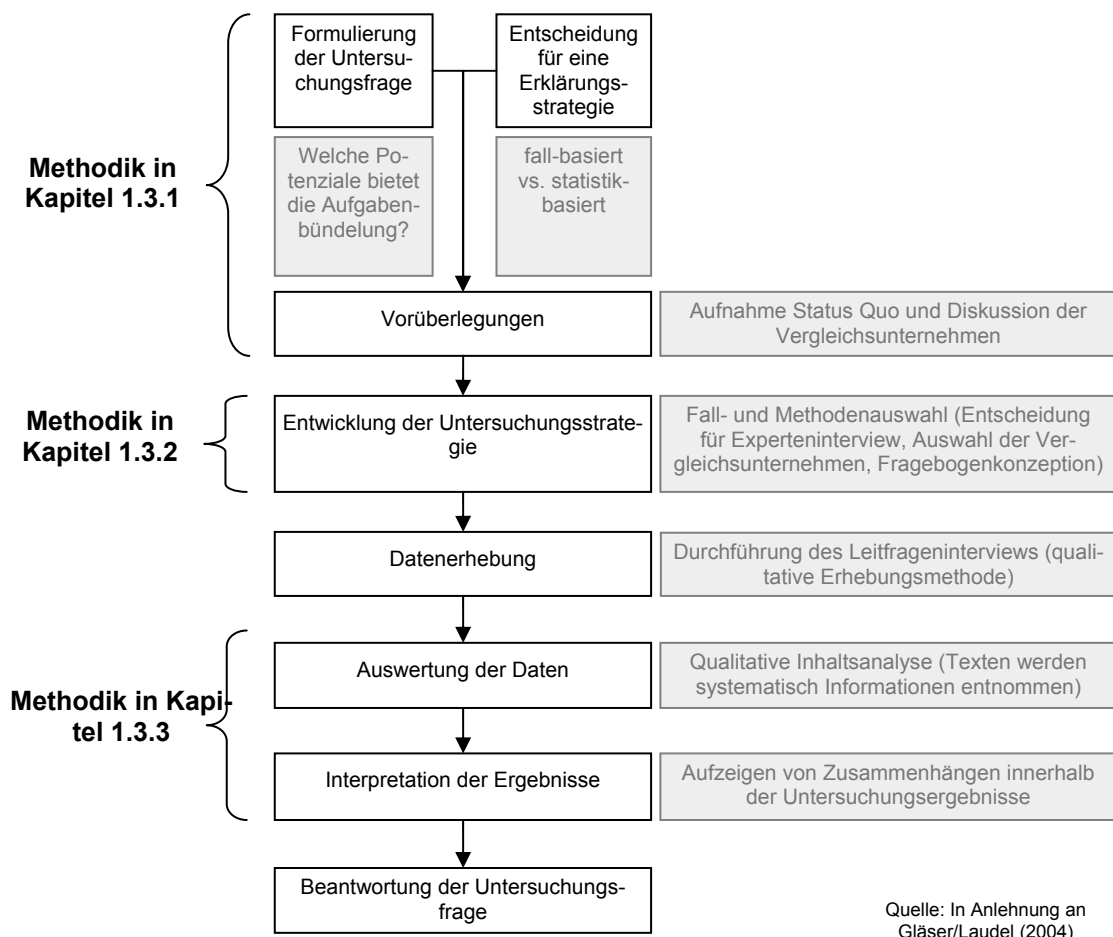 Formulierung
der Untersu-
chungsfrage
Entscheidung
für eine
Erklärungs-
strategie
Methodik in
Kapitel 1.3.1
Welche Po-
tenziale bietet
die Aufgaben-
bündelung?
fall-basiert
vs. statistik-
basiert
Vorüberlegungen
Aufnahme Status Quo und Diskussion der
Vergleichsunternehmen
Methodik in
Kapitel 1.3.2
Entwicklung der Untersuchungsstrate-
gie
Fall- und Methodenauswahl (Entscheidung
für Experteninterview, Auswahl der Ver-
gleichsunternehmen, Fragebogenkonzeption)
Datenerhebung
Durchführung des Leitfrageninterviews (quali-
tative Erhebungsmethode)
Methodik in Kapi-
tel 1.3.3
Auswertung der Daten
Qualitative Inhaltsanalyse (Texten werden
systematisch Informationen entnommen)
Interpretation der Ergebnisse
Aufzeigen von Zusammenhängen innerhalb
der Untersuchungsergebnisse
Beantwortung der Untersuchungs-
frage
Quelle: In Anlehnung an
Gläser/Laudel (2004)